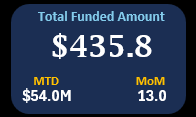 Total Funded Amount
$435.8
MTD MoM
$54.0M 13.0